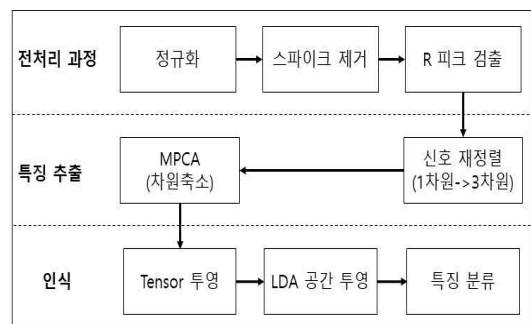 전처리 과정
정규화
스파이크 제거
R 피크 검출
특징 추출
MPCA
(차원축소)
신호 재정렬
(1차원->3차원)
인식
Tensor 투영
LDA 공간 투영
특징 분류